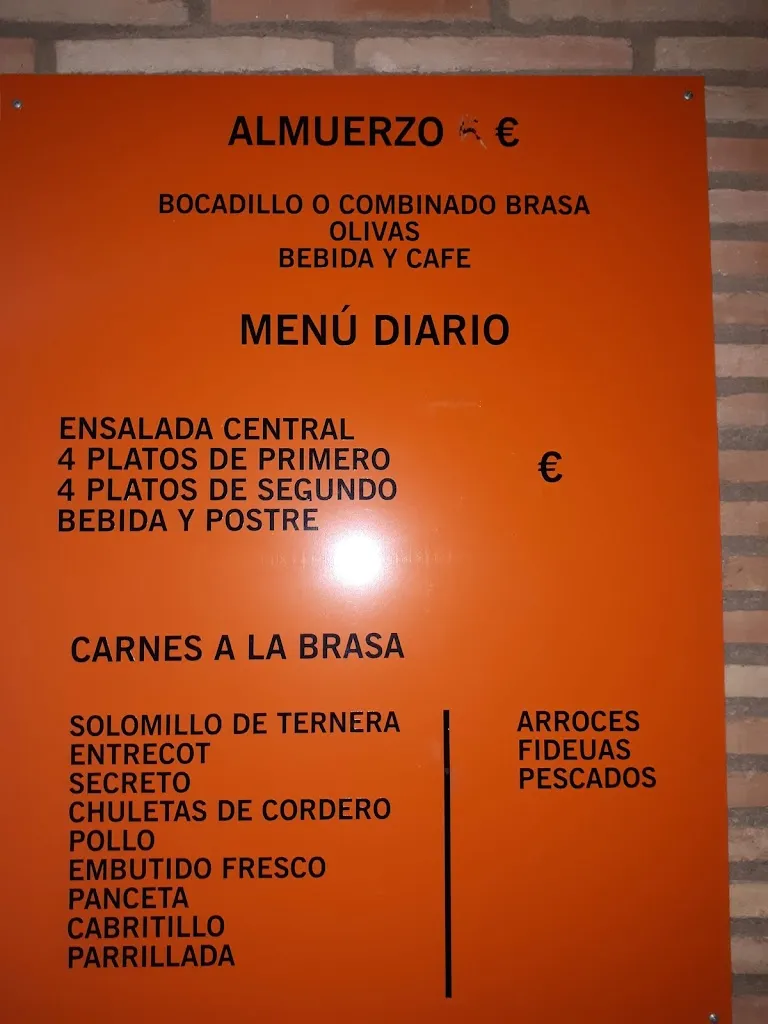 ALMUERZO €
BOCADILLO O COMBINADO BRASA
OLIVAS
BEBIDA Y CAFE
MENÚ DIARIO
ENSALADA CENTRAL
4 PLATOS DE PRIMERO
4 PLATOS DE SEGUNDO
BEBIDA Y POSTRE
€
CARNES A LA BRASA
SOLOMILLO DE TERNERA
ENTRECOT
SECRETO
CHULETAS DE CORDERO
POLLO
EMBUTIDO FRESCO
PANCETA
CABRITILLO
PARRILLADA
ARROCES
FIDEUAS
PESCADOS